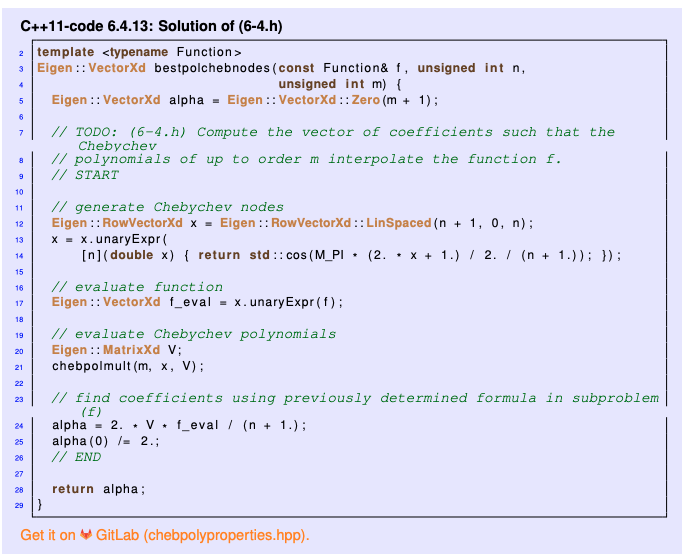 C++11-code 6.4.13: Solution of (6-4.h)
2 template <typename Function>
3 Eigen::VectorXd bestpolchebnodes(const Function& f, unsigned int n,
4 unsigned int m) {
5 Eigen::VectorXd alpha = Eigen::VectorXd::Zero(m + 1);
6
7 // TODO: (6-4.h) Compute the vector of coefficients such that the
Chebychev
8 // polynomials of up to order m interpolate the function f.
9 // START
10
11 // generate Chebychev nodes
12 Eigen::RowVectorXd x = Eigen::RowVectorXd::LinSpaced(n + 1, 0, n);
13 x = x.unaryExpr(
14 [n](double x) { return std::cos(M_PI * (2. * x + 1.) / 2. / (n + 1.)); });
15
16 // evaluate function
17 Eigen::VectorXd f_eval = x.unaryExpr(f);
18
19 // evaluate Chebychev polynomials
20 Eigen::MatrixXd V;
21 chebpolmult(m, x, V);
22
23 // find coefficients using previously determined formula in subproblem
(f)
24 alpha = 2. * V * f_eval / (n + 1.);
25 alpha(0) /= 2.;
26 // END
27
28 return alpha;
29 }
Get it on GitLab (chebpolyproperties.hpp).